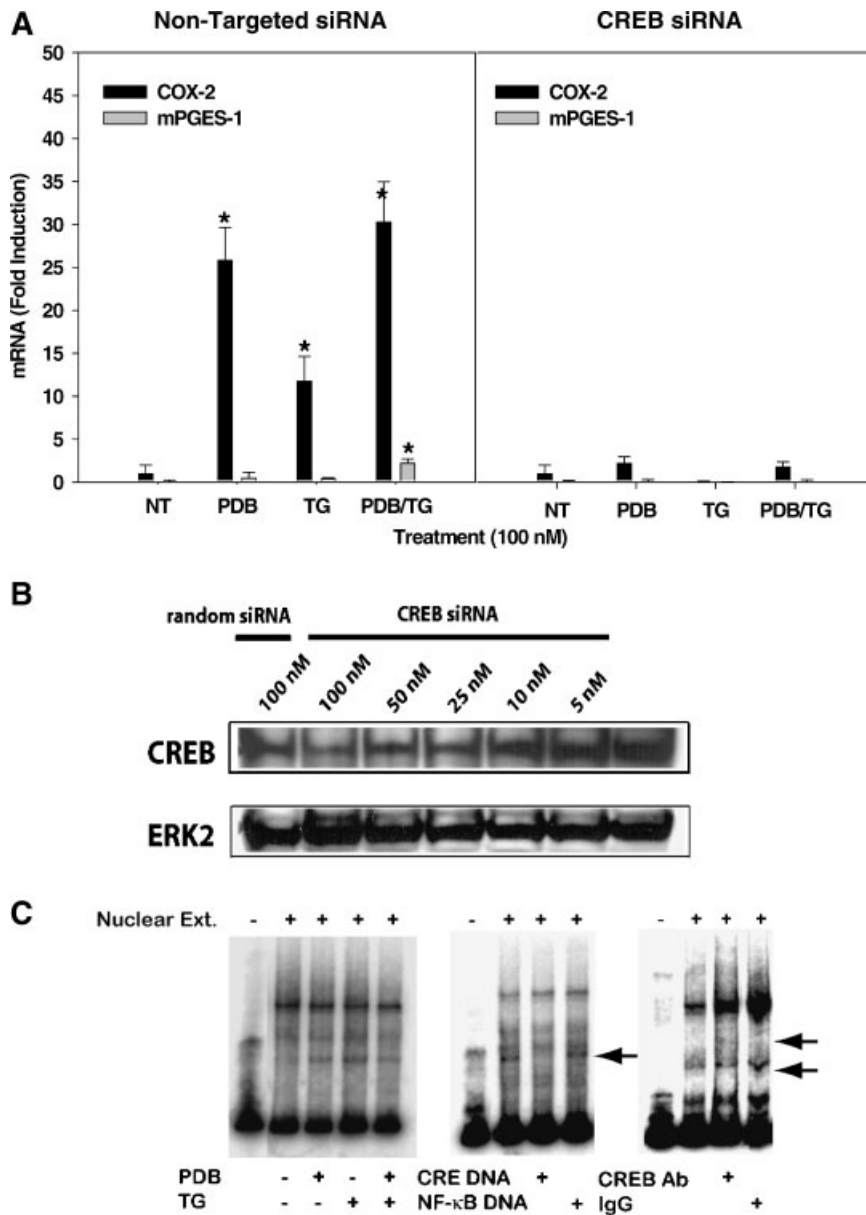 A
Non-Targeted siRNA
CREB siRNA
50
45
40
35
30
25
20
15
10
5
0
mRNA (Fold Induction)
COX-2
mPGES-1
COX-2
mPGES-1
*
*
*
*
NT PDB TG PDB/TG
NT PDB TG PDB/TG
Treatment (100 nM)
B
random siRNA
CREB siRNA
100 nM 100 nM 50 nM 25 nM 10 nM 5 nM
CREB
ERK2
C
Nuclear Ext. - + + + + - + + + - + + +
PDB - + - + CRE DNA + CREB Ab +
TG - - + + NF-κB DNA + IgG +